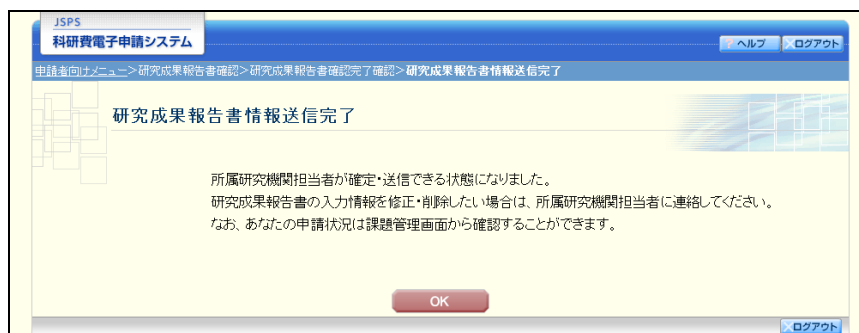 JSPS
科研費電子申請システム
? ヘルプ
ログアウト
申請者向けメニュー>研究成果報告書確認>研究成果報告書確認完了確認>研究成果報告書情報送信完了
研究成果報告書情報送信完了
所属研究機関担当者が確定・送信できる状態になりました。
研究成果報告書の入力情報を修正・削除したい場合は、所属研究機関担当者に連絡してください。
なお、あなたの申請状況は課題管理画面から確認することができます。
OK
ログアウト